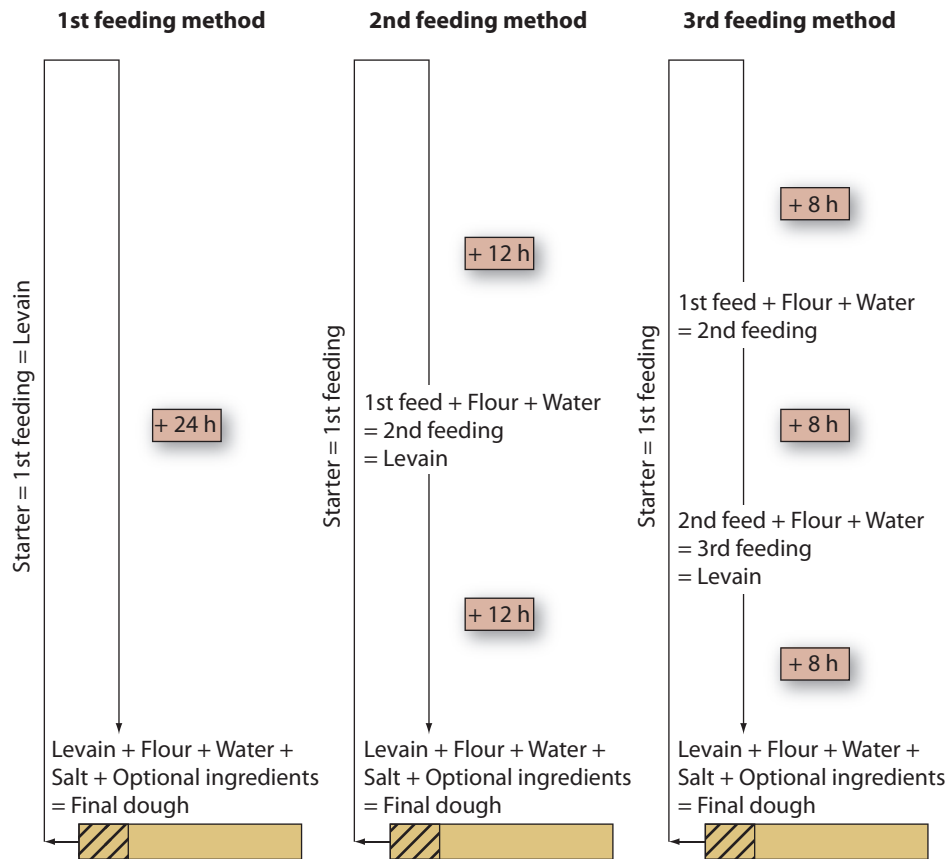 1st feeding method
Starter = 1st feeding = Levain
+ 24 h
Levain + Flour + Water +
Salt + Optional ingredients
= Final dough
2nd feeding method
Starter = 1st feeding
+ 12 h
1st feed + Flour + Water
= 2nd feeding
= Levain
+ 12 h
Levain + Flour + Water +
Salt + Optional ingredients
= Final dough
3rd feeding method
Starter = 1st feeding
+ 8 h
1st feed + Flour + Water
= 2nd feeding
+ 8 h
2nd feed + Flour + Water
= 3rd feeding
= Levain
+ 8 h
Levain + Flour + Water +
Salt + Optional ingredients
= Final dough